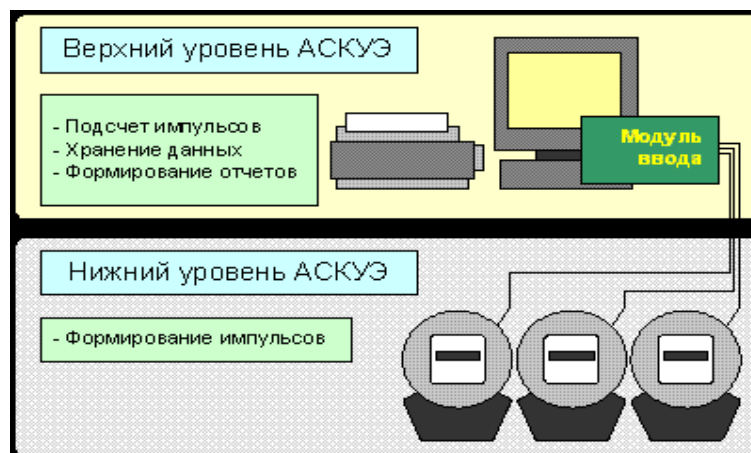 Верхний уровень АСКУЭ
- Подсчет импульсов
- Хранение данных
- Формирование отчетов
Модуль
ввода
Нижний уровень АСКУЭ
- Формирование импульсов